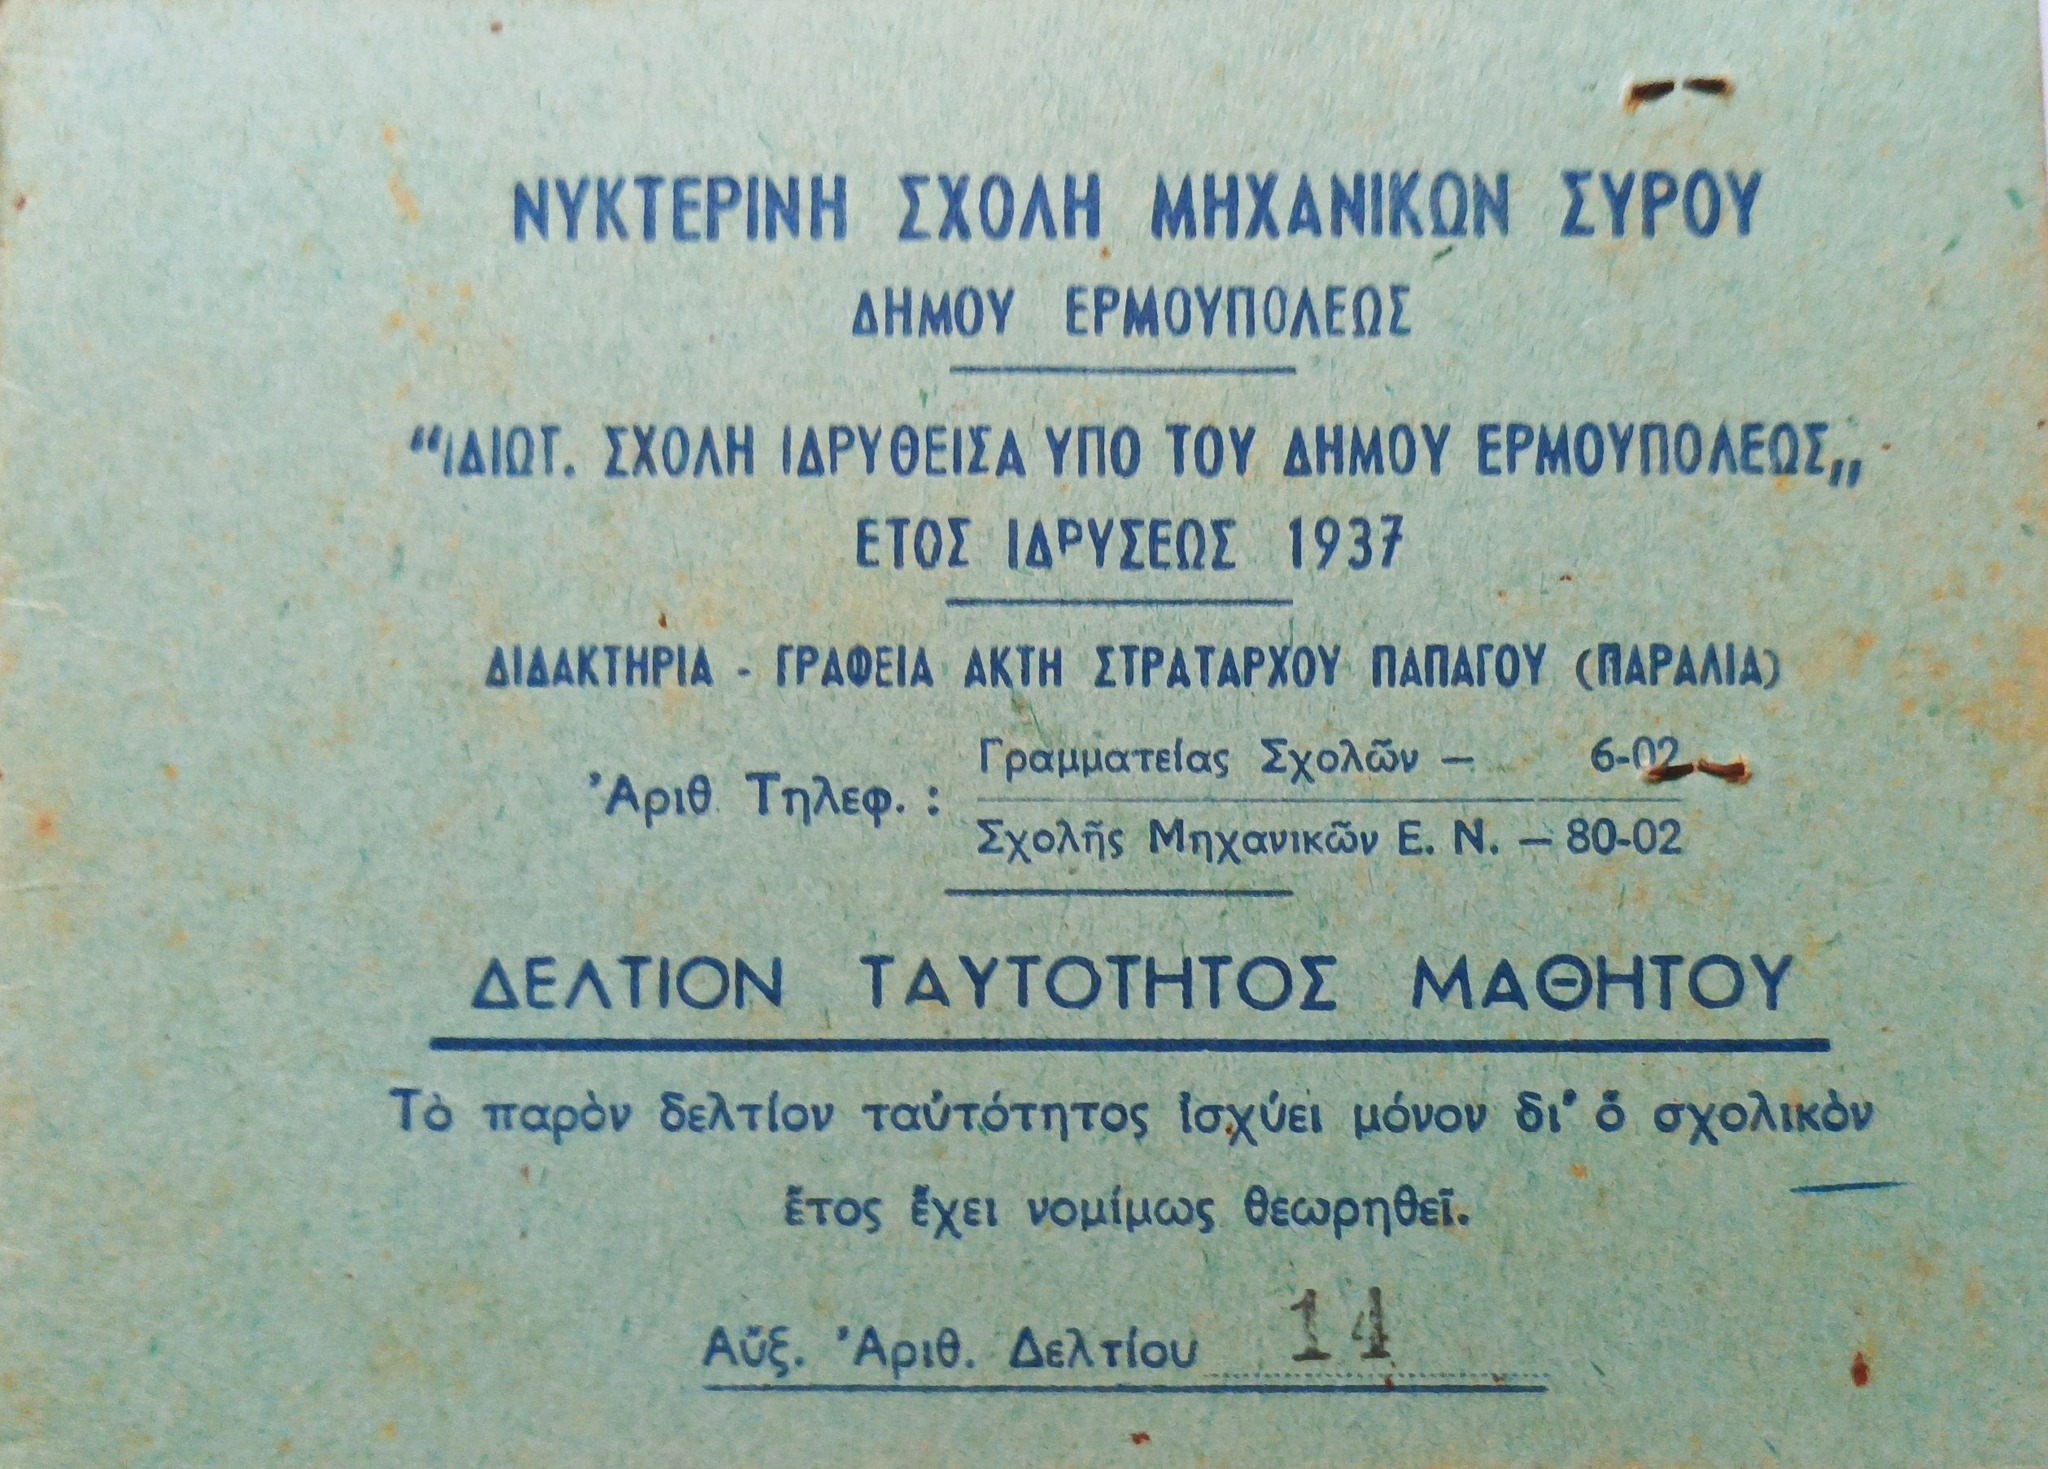 ΝΥΚΤΕΡΙΝΗ ΣΧΟΛΗ ΜΗΧΑΝΙΚΩΝ ΣΥΡΟΥ
ΔΗΜΟΥ ΕΡΜΟΥΠΟΛΕΩΣ
“ΙΔΙΩΤ. ΣΧΟΛΗ ΙΔΡΥΘΕΙΣΑ ΥΠΟ ΤΟΥ ΔΗΜΟΥ ΕΡΜΟΥΠΟΛΕΩΣ„
ΕΤΟΣ ΙΔΡΥΣΕΩΣ 1937
ΔΙΔΑΚΤΗΡΙΑ - ΓΡΑΦΕΙΑ ΑΚΤΗ ΣΤΡΑΤΑΡΧΟΥ ΠΑΠΑΓΟΥ (ΠΑΡΑΛΙΑ)
Γραμματείας Σχολῶν — 6-02
Ἀριθ Τηλεφ. :
Σχολῆς Μηχανικῶν Ε. Ν. — 80-02
ΔΕΛΤΙΟΝ ΤΑΥΤΟΤΗΤΟΣ ΜΑΘΗΤΟΥ
Τὸ παρὸν δελτίον ταὐτότητος ἰσχύει μόνον δι᾽ ὅ σχολικὸν
ἔτος ἔχει νομίμως θεωρηθεῖ.
Αὔξ. Ἀριθ. Δελτίου 14